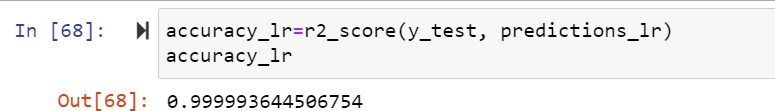 In [68]: accuracy_lr=r2_score(y_test, predictions_lr)
accuracy_lr
Out[68]: 0.999993644506754